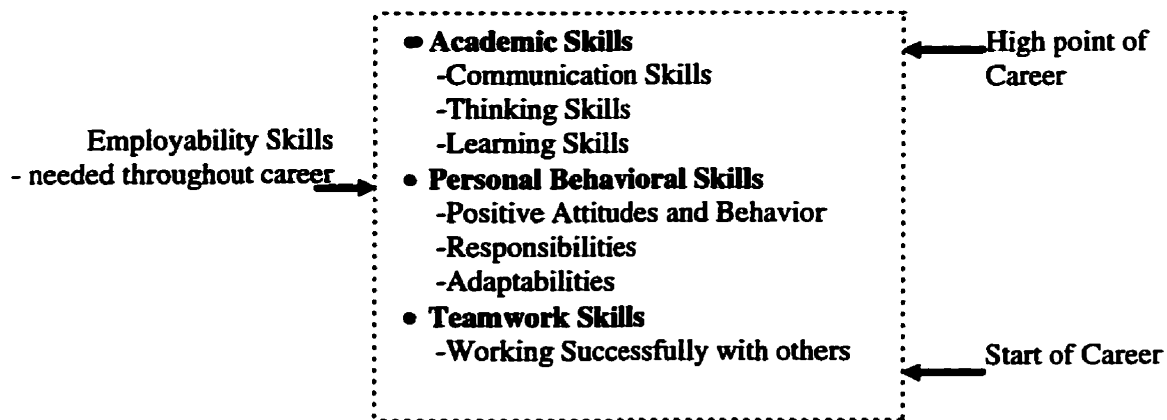 • Academic Skills
-Communication Skills
-Thinking Skills
-Learning Skills
• Personal Behavioral Skills
-Positive Attitudes and Behavior
-Responsibilities
-Adaptabilities
• Teamwork Skills
-Working Successfully with others
Employability Skills
- needed throughout career
High point of
Career
Start of Career